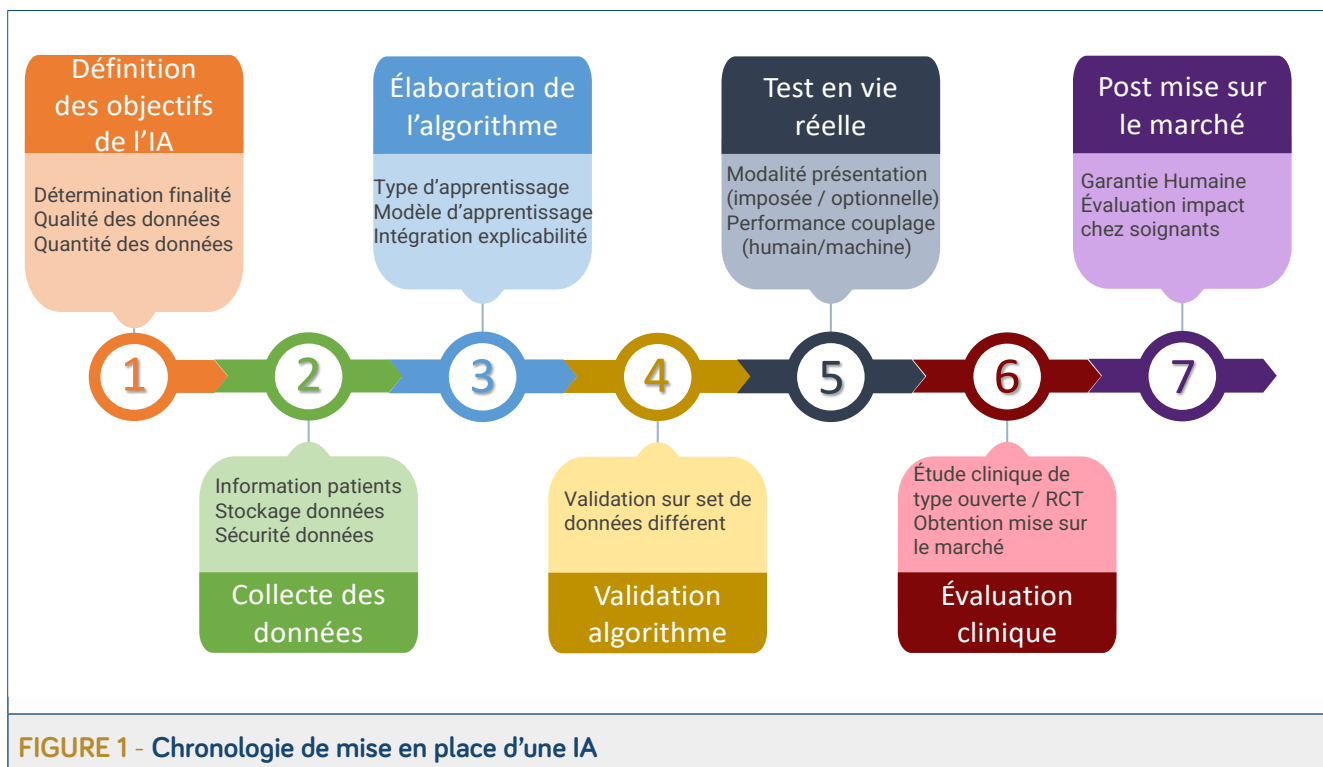 Définition
des objectifs
de l'IA
Détermination finalité
Qualité des données
Quantité des données
1
2
Information patients
Stockage données
Sécurité données
Collecte des
données
Élaboration de
l'algorithme
Type d'apprentissage
Modèle d'apprentissage
Intégration explicabilité
3
4
Validation sur set de
données différent
Validation
algorithme
Test en vie
réelle
Modalité présentation
(imposée / optionnelle)
Performance couplage
(humain/machine)
5
6
Étude clinique de
type ouverte / RCT
Obtention mise sur
le marché
Évaluation
clinique
Post mise sur
le marché
Garantie Humaine
Évaluation impact
chez soignants
7
FIGURE 1 - Chronologie de mise en place d'une IA